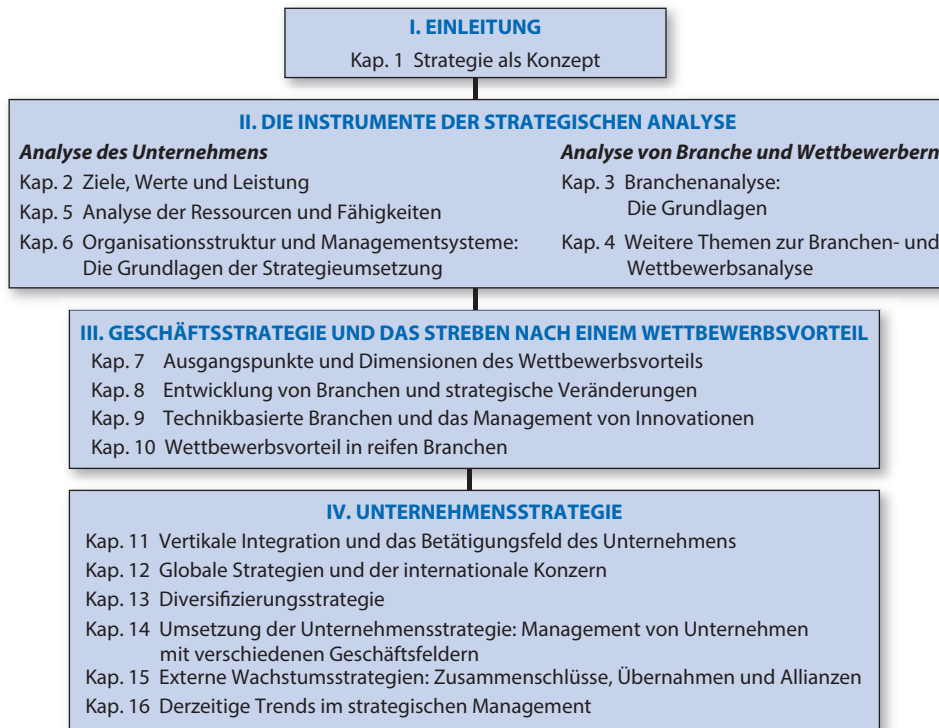 I. EINLEITUNG
Kap. 1 Strategie als Konzept
II. DIE INSTRUMENTE DER STRATEGISCHEN ANALYSE
Analyse des Unternehmens
Kap. 2 Ziele, Werte und Leistung
Kap. 5 Analyse der Ressourcen und Fähigkeiten
Kap. 6 Organisationsstruktur und Managementsysteme:
Die Grundlagen der Strategieumsetzung
Analyse von Branche und Wettbewerbern
Kap. 3 Branchenanalyse:
Die Grundlagen
Kap. 4 Weitere Themen zur Branchen- und
Wettbewerbsanalyse
III. GESCHÄFTSSTRATEGIE UND DAS STREBEN NACH EINEM WETTBEWERBSVORTEIL
Kap. 7 Ausgangspunkte und Dimensionen des Wettbewerbsvorteils
Kap. 8 Entwicklung von Branchen und strategische Veränderungen
Kap. 9 Technikbasierte Branchen und das Management von Innovationen
Kap. 10 Wettbewerbsvorteil in reifen Branchen
IV. UNTERNEHMENSSTRATEGIE
Kap. 11 Vertikale Integration und das Betätigungsfeld des Unternehmens
Kap. 12 Globale Strategien und der internationale Konzern
Kap. 13 Diversifizierungsstrategie
Kap. 14 Umsetzung der Unternehmensstrategie: Management von Unternehmen
mit verschiedenen Geschäftsfeldern
Kap. 15 Externe Wachstumsstrategien: Zusammenschlüsse, Übernahmen und Allianzen
Kap. 16 Derzeitige Trends im strategischen Management